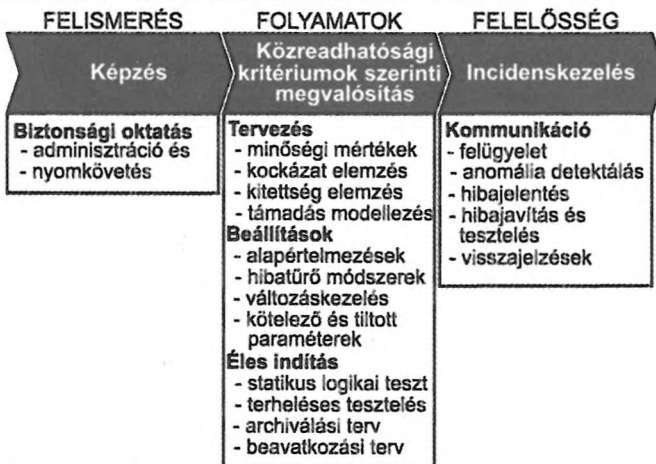 FELISMERÉS
FOLYAMATOK
FELELŐSSÉG
Képzés
Közreadhatósági
kritériumok szerinti
megvalósítás
Incidenskezelés
Biztonsági oktatás
- adminisztráció és
- nyomkövetés
Tervezés
- minőségi mértékek
- kockázat elemzés
- kitettség elemzés
- támadás modellezés
Beállítások
- alapértelmezések
- hibatűrő módszerek
- változáskezelés
- kötelező és tiltott
paraméterek
Éles indítás
- statikus logikai teszt
- terheléses tesztelés
- archiválási terv
- beavatkozási terv
Kommunikáció
- felügyelet
- anomália detektálás
- hibajelentés
- hibajavítás és
tesztelés
- visszajelzések